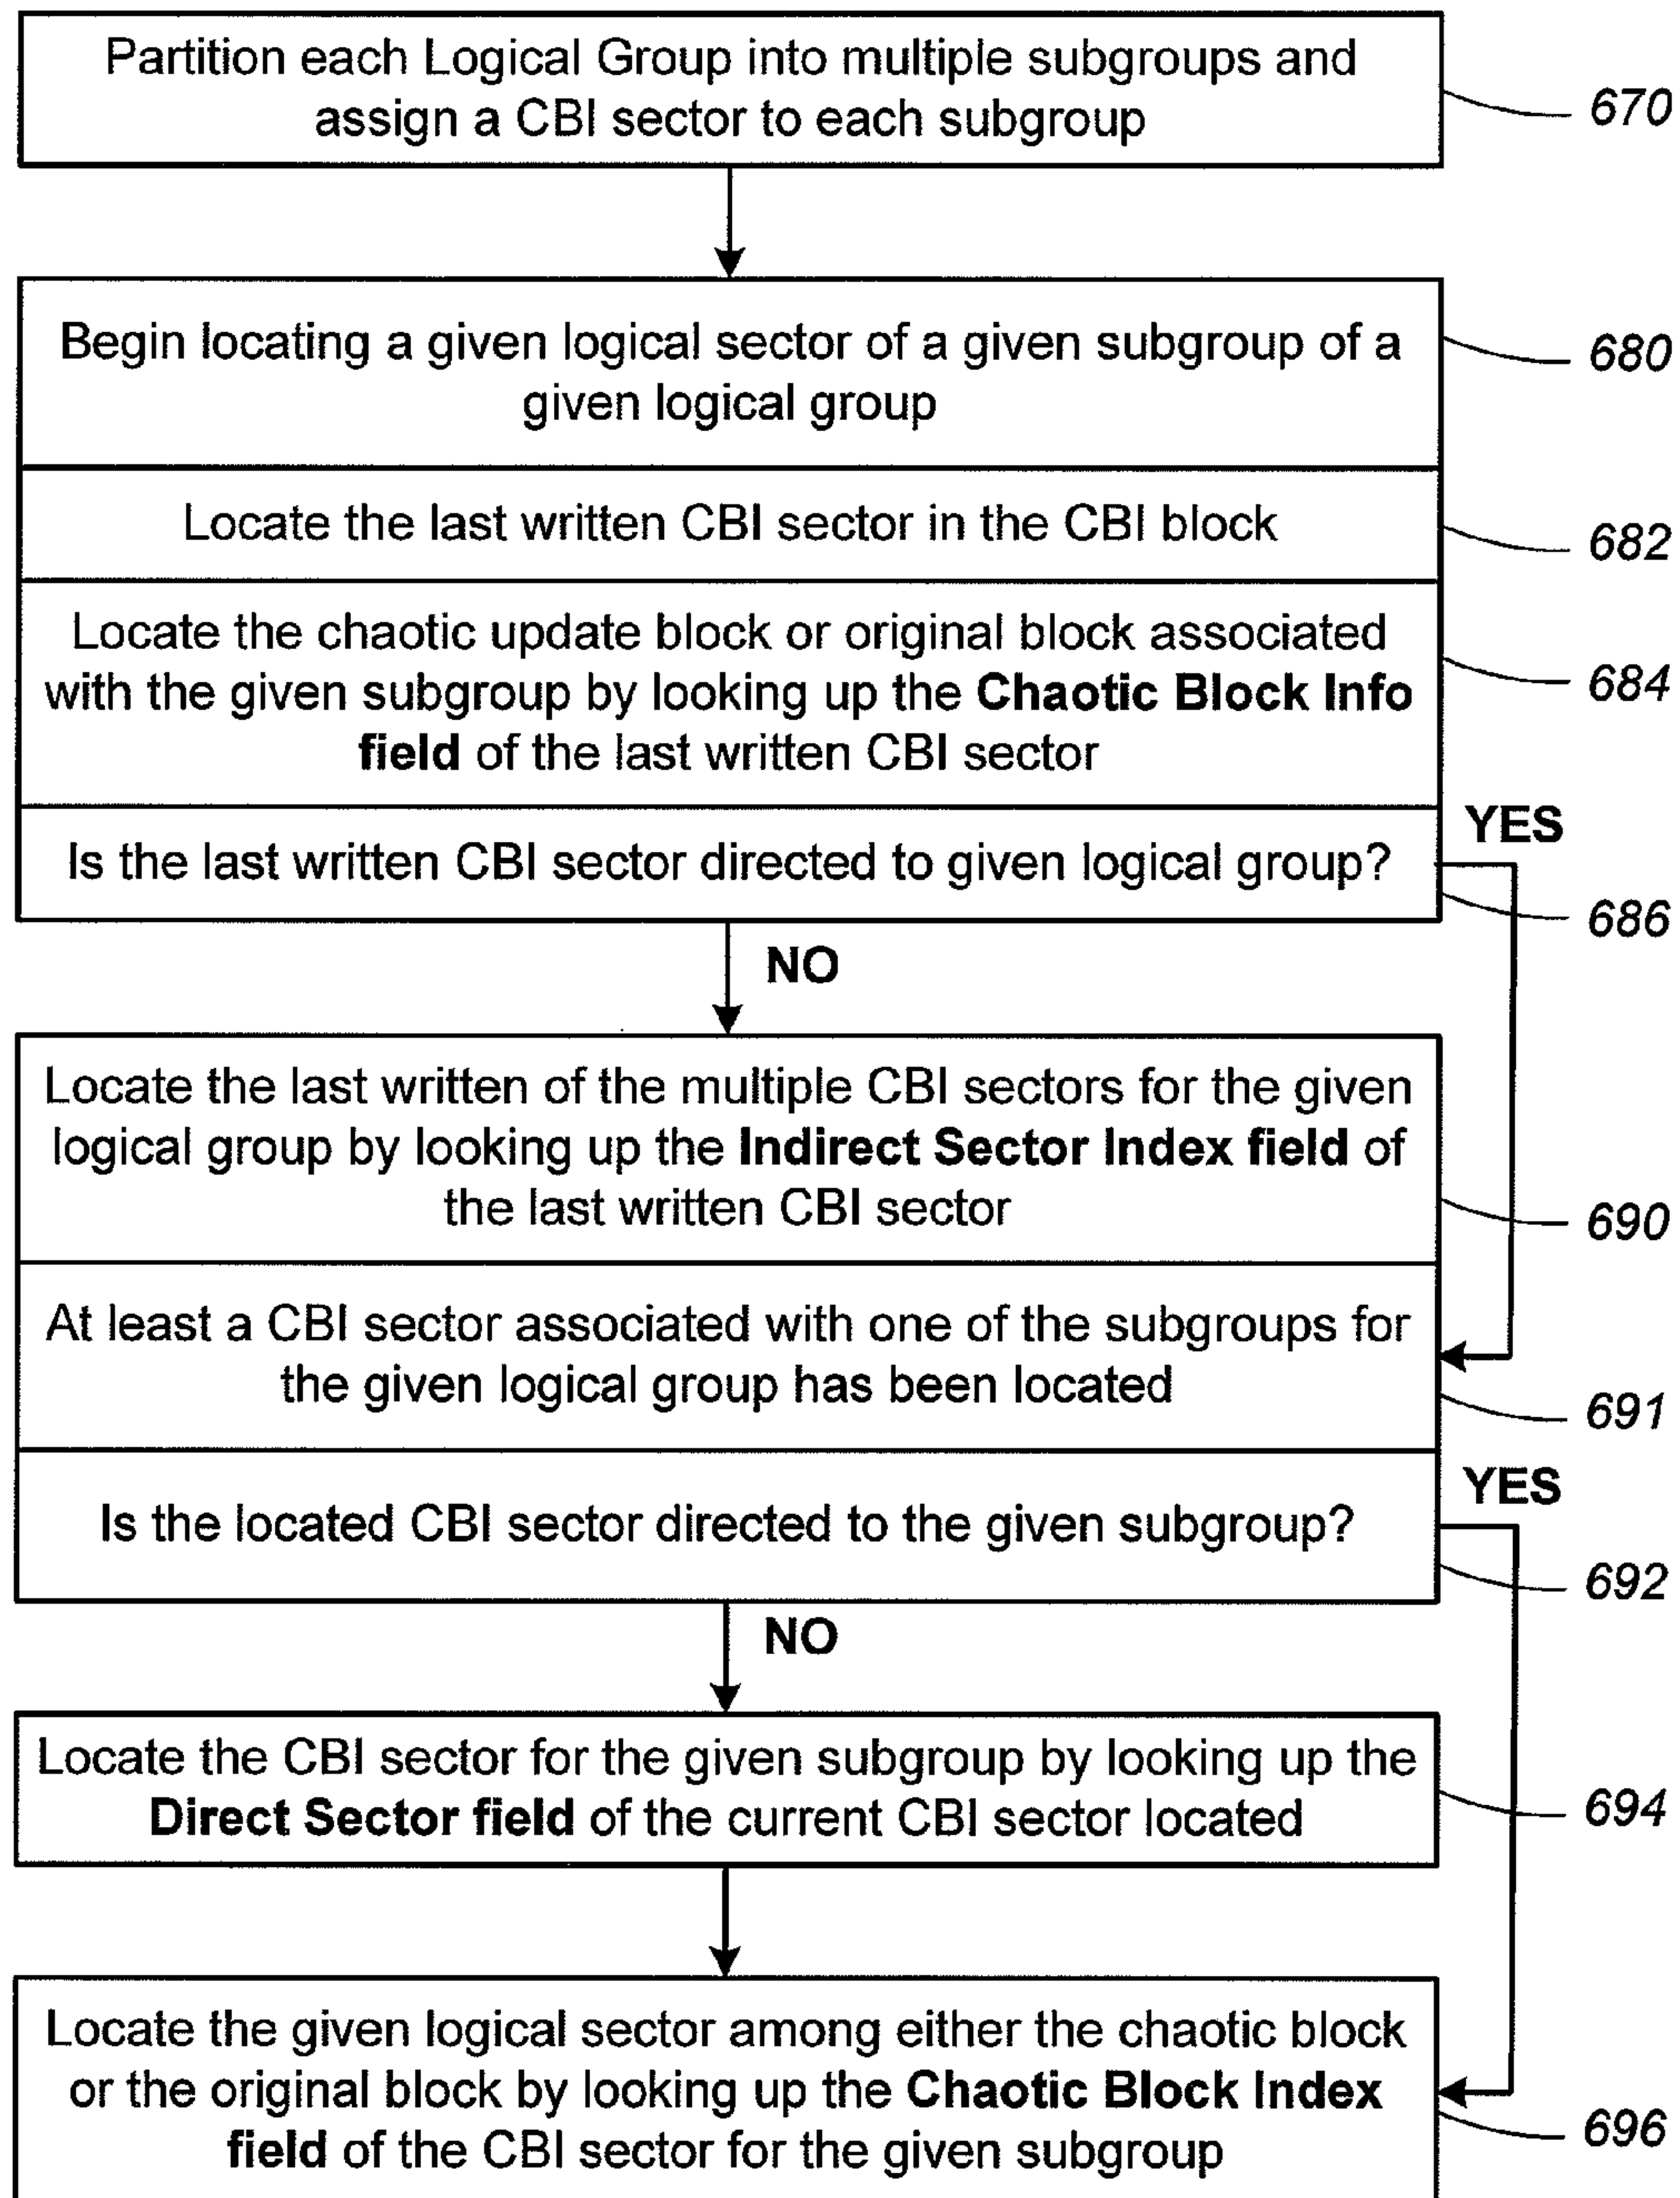 Partition each Logical Group into multiple subgroups and
assign a CBI sector to each subgroup
670
Begin locating a given logical sector of a given subgroup of a
given logical group
680
Locate the last written CBI sector in the CBI block
682
Locate the chaotic update block or original block associated
with the given subgroup by looking up the Chaotic Block Info
field of the last written CBI sector
684
YES
Is the last written CBI sector directed to given logical group?
686
NO
Locate the last written of the multiple CBI sectors for the given
logical group by looking up the Indirect Sector Index field of
the last written CBI sector
690
At least a CBI sector associated with one of the subgroups for
the given logical group has been located
691
YES
Is the located CBI sector directed to the given subgroup?
692
NO
Locate the CBI sector for the given subgroup by looking up the
Direct Sector field of the current CBI sector located
694
Locate the given logical sector among either the chaotic block
or the original block by looking up the Chaotic Block Index
field of the CBI sector for the given subgroup
696